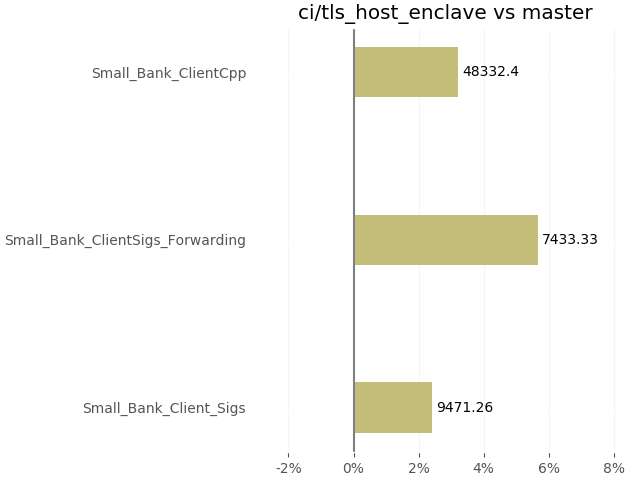 ci/tls_host_enclave vs master
Small_Bank_ClientCpp
48332.4
Small_Bank_ClientSigs_Forwarding
7433.33
Small_Bank_Client_Sigs
9471.26
-2% 0% 2% 4% 6% 8%